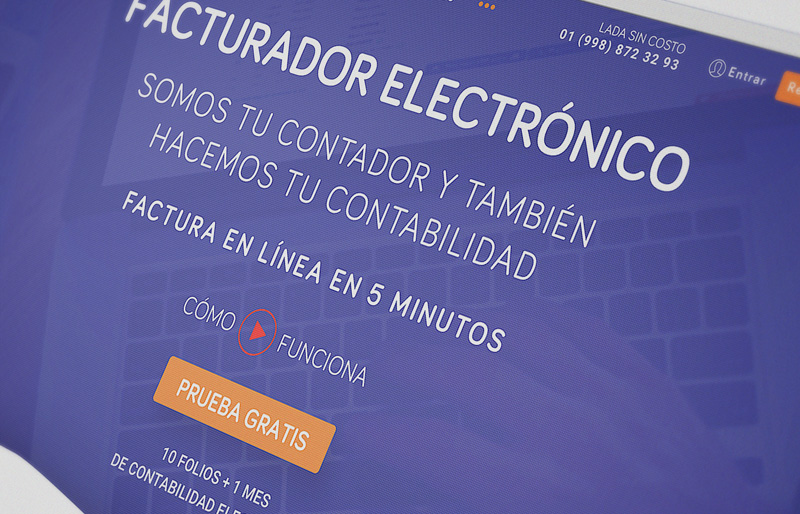 LADA SIN COSTO
01 (998) 872 32 93
Entrar
FACTURADOR ELECTRÓNICO
SOMOS TU CONTADOR Y TAMBIÉN
HACEMOS TU CONTABILIDAD
FACTURA EN LÍNEA EN 5 MINUTOS
CÓMO FUNCIONA
PRUEBA GRATIS
10 FOLIOS + 1 MES
DE CONTABILIDAD